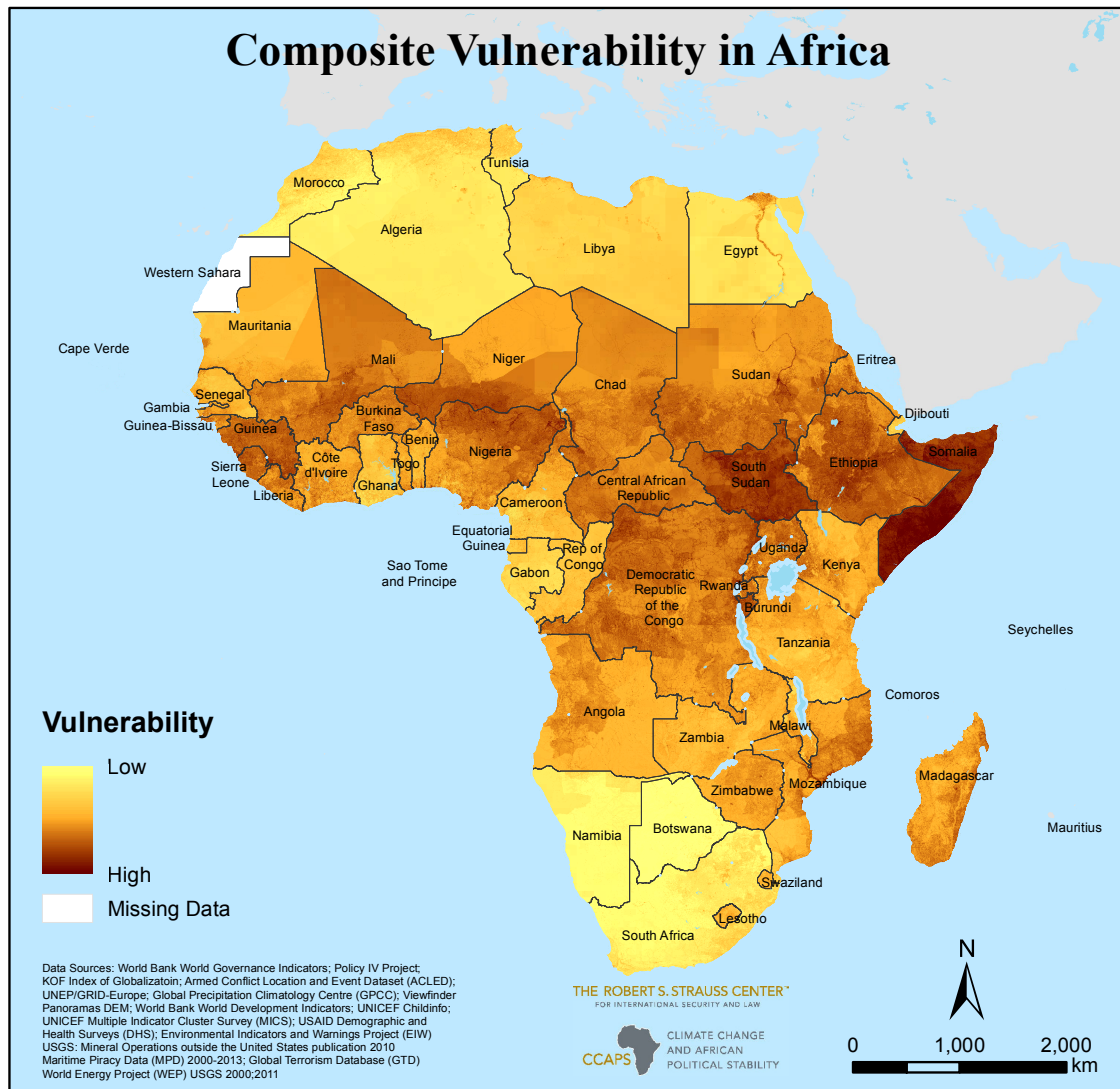 Composite Vulnerability in Africa
Tunisia
Morocco
Algeria
Libya
Egypt
Western Sahara
Mauritania
Cape Verde
Mali
Niger
Chad
Sudan
Eritrea
Senegal
Gambia
Guinea-Bissau
Guinea
Burkina
Faso
Benin
Djibouti
Nigeria
Somalia
Sierra
Leone
Côte
d'Ivoire
Togo
Ghana
Liberia
Central African
Republic
South
Sudan
Ethiopia
Cameroon
Equatorial
Guinea
Sao Tome
and Principe
Gabon
Rep of
Congo
Democratic
Republic
of the
Congo
Uganda
Kenya
Rwanda
Burundi
Tanzania
Seychelles
Comoros
Angola
Zambia
Malawi
Mozambique
Madagascar
Zimbabwe
Mauritius
Namibia
Botswana
Swaziland
Lesotho
South Africa
Vulnerability
Low
High
Missing Data
Data Sources: World Bank World Governance Indicators; Policy IV Project;
KOF Index of Globalizatoin; Armed Conflict Location and Event Dataset (ACLED);
UNEP/GRID-Europe; Global Precipitation Climatology Centre (GPCC); Viewfinder
Panoramas DEM; World Bank World Development Indicators; UNICEF Childinfo;
UNICEF Multiple Indicator Cluster Survey (MICS); USAID Demographic and
Health Surveys (DHS); Environmental Indicators and Warnings Project (EIW)
USGS: Mineral Operations outside the United States publication 2010
Maritime Piracy Data (MPD) 2000-2013; Global Terrorism Database (GTD)
World Energy Project (WEP) USGS 2000;2011
THE ROBERT S. STRAUSS CENTER™
FOR INTERNATIONAL SECURITY AND LAW
CCAPS
CLIMATE CHANGE
AND AFRICAN
POLITICAL STABILITY
N
0 1,000 2,000
km